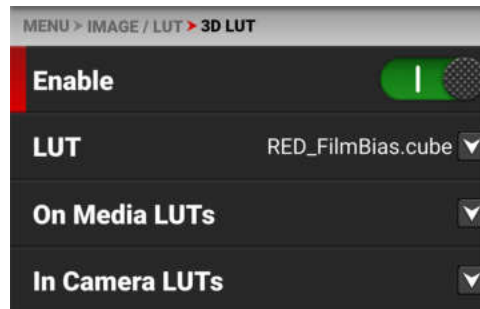 MENU > IMAGE / LUT > 3D LUT
Enable
LUT RED_FilmBias.cube
On Media LUTs
In Camera LUTs